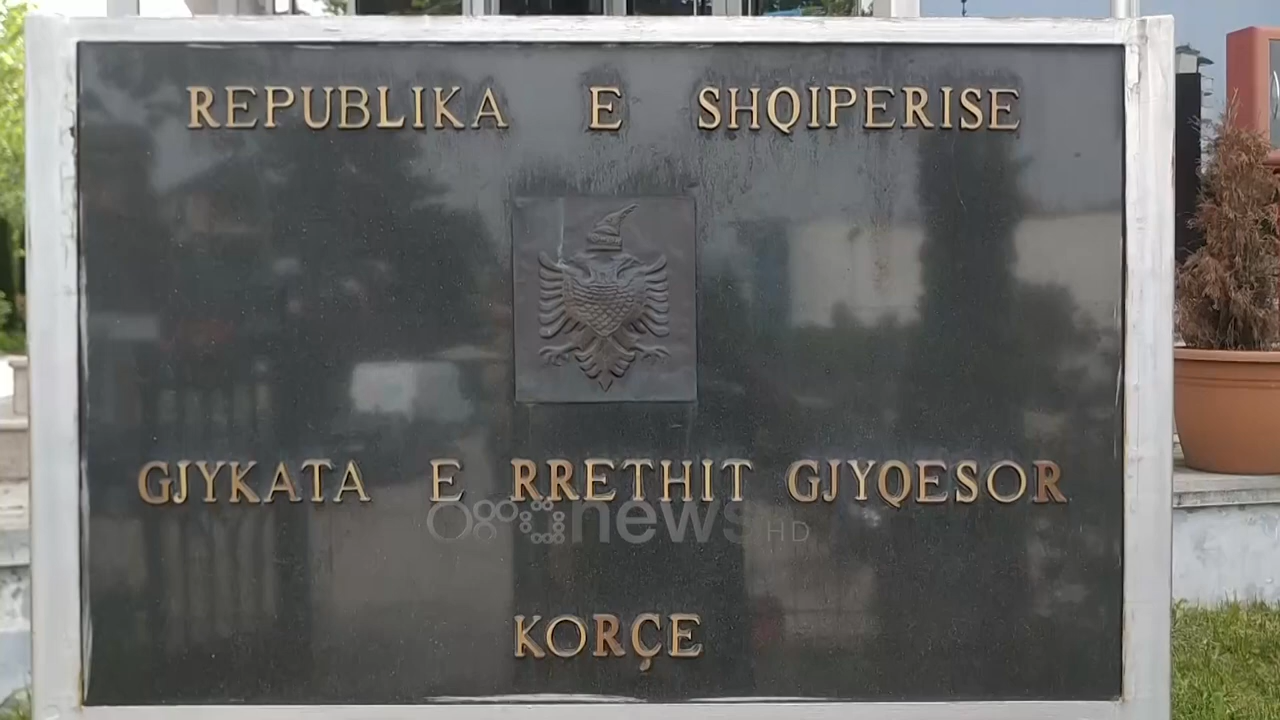 REPUBLIKA E SHQIPERISE
GJYKATA E RRETHIT GJYQESOR
news HD
KORÇE